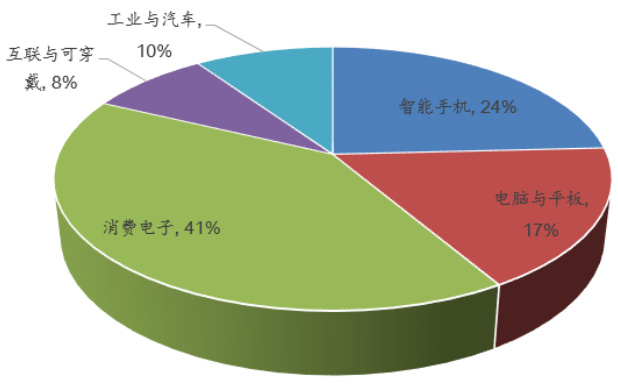 工业与汽车,
10%
互联与可穿
戴, 8%
智能手机, 24%
电脑与平板,
17%
消费电子, 41%